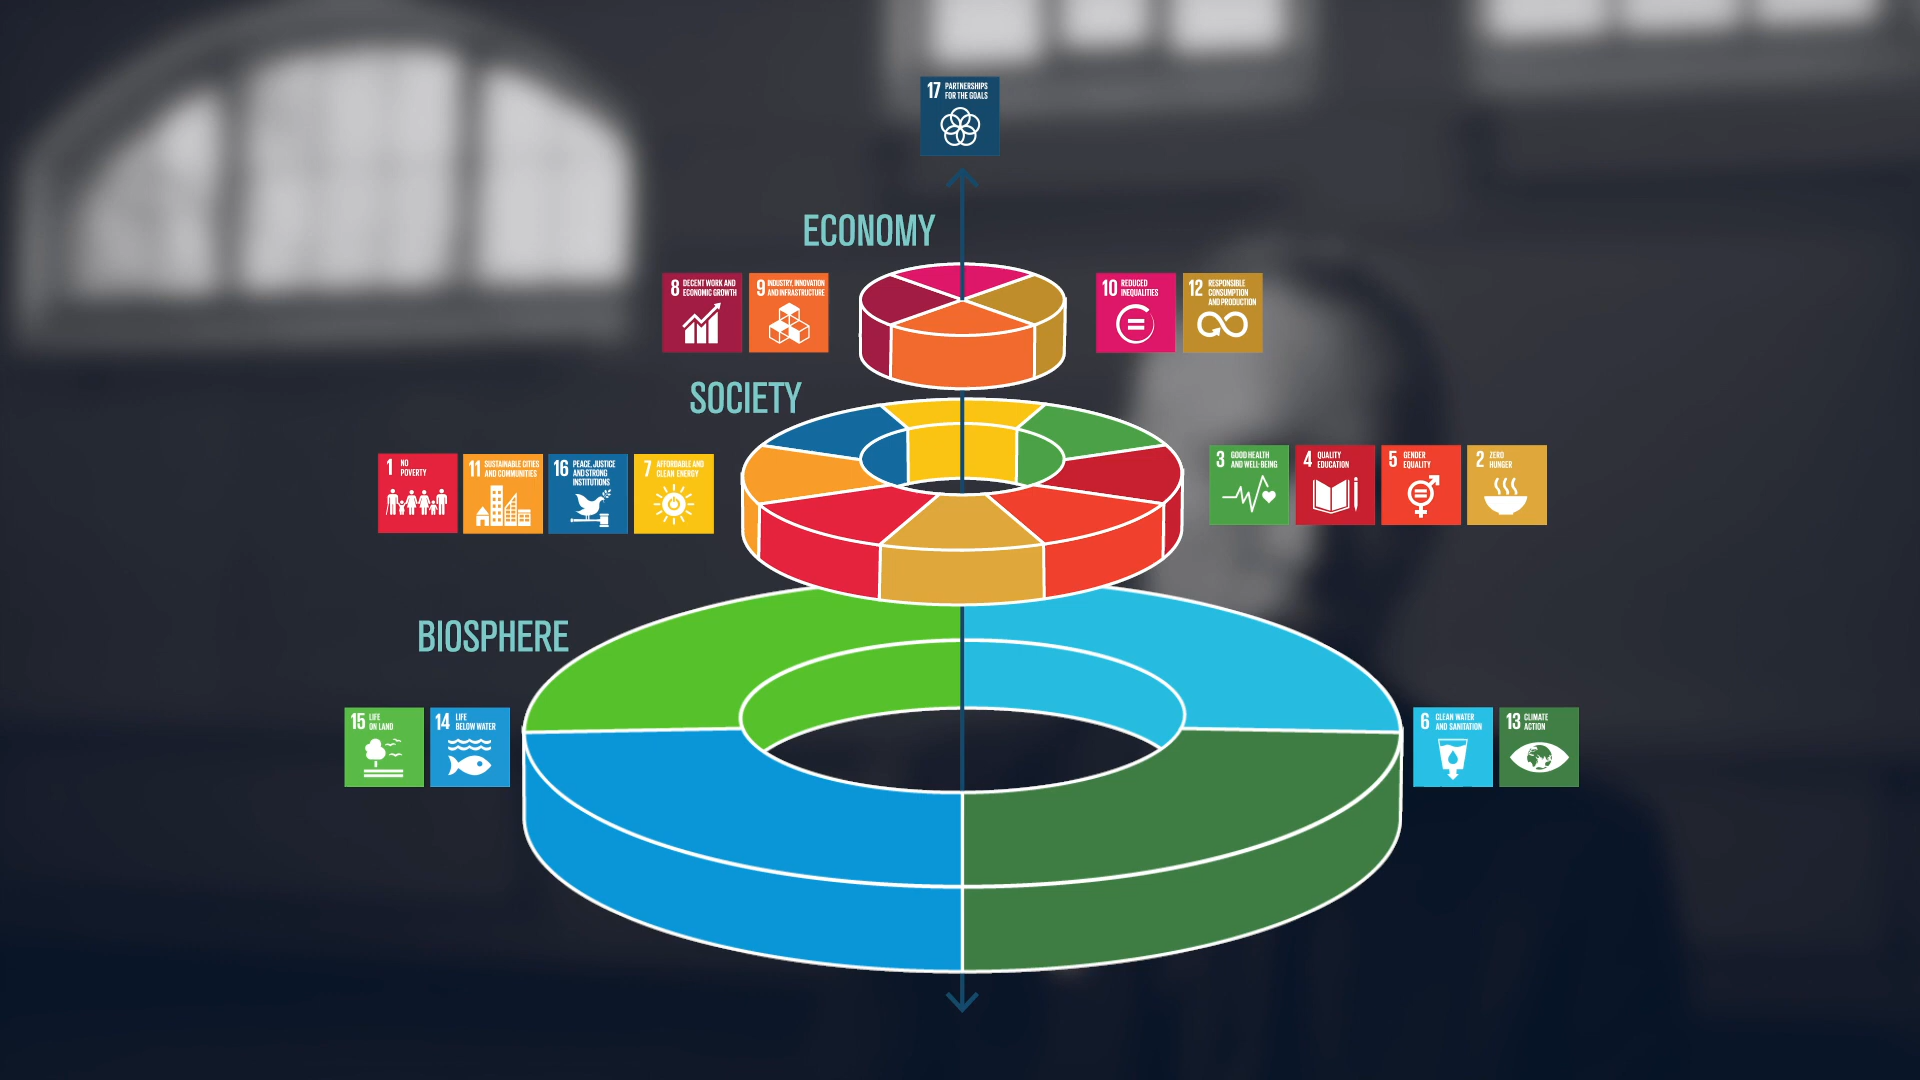 17 PARTNERSHIPS
FOR THE GOALS
ECONOMY
8 DECENT WORK AND
ECONOMIC GROWTH
9 INDUSTRY, INNOVATION
AND INFRASTRUCTURE
10 REDUCED
INEQUALITIES
12 RESPONSIBLE
CONSUMPTION
AND PRODUCTION
SOCIETY
1 NO
POVERTY
11 SUSTAINABLE CITIES
AND COMMUNITIES
16 PEACE, JUSTICE
AND STRONG
INSTITUTIONS
7 AFFORDABLE AND
CLEAN ENERGY
3 GOOD HEALTH
AND WELL-BEING
4 QUALITY
EDUCATION
5 GENDER
EQUALITY
2 ZERO
HUNGER
BIOSPHERE
15 LIFE
ON LAND
14 LIFE
BELOW WATER
6 CLEAN WATER
AND SANITATION
13 CLIMATE
ACTION